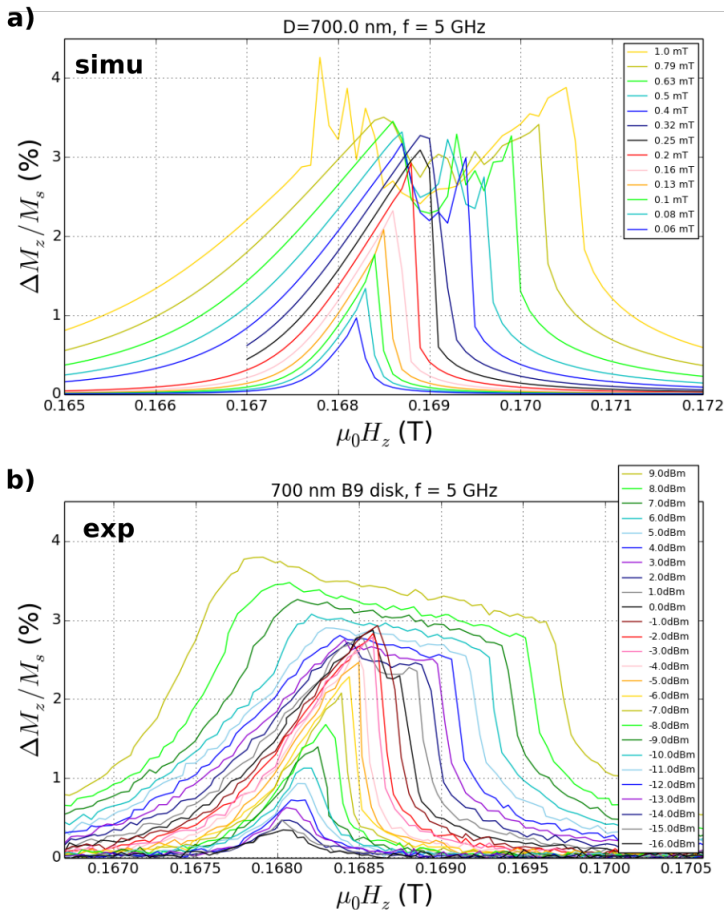 a)
D=700.0 nm, f = 5 GHz
simu
1.0 mT
0.79 mT
0.63 mT
0.5 mT
0.4 mT
0.32 mT
0.25 mT
0.2 mT
0.16 mT
0.13 mT
0.1 mT
0.08 mT
0.06 mT
4
3
2
1
0
ΔM_z/M_s (%)
0.165 0.166 0.167 0.168 0.169 0.170 0.171 0.172
μ₀H_z (T)
b)
700 nm B9 disk, f = 5 GHz
exp
9.0dBm
8.0dBm
7.0dBm
6.0dBm
5.0dBm
4.0dBm
3.0dBm
2.0dBm
1.0dBm
0.0dBm
-1.0dBm
-2.0dBm
-3.0dBm
-4.0dBm
-5.0dBm
-6.0dBm
-7.0dBm
-8.0dBm
-9.0dBm
-10.0dBm
-11.0dBm
-12.0dBm
-13.0dBm
-14.0dBm
-15.0dBm
-16.0dBm
4
3
2
1
0
ΔM_z/M_s (%)
0.1670 0.1675 0.1680 0.1685 0.1690 0.1695 0.1700 0.1705
μ₀H_z (T)